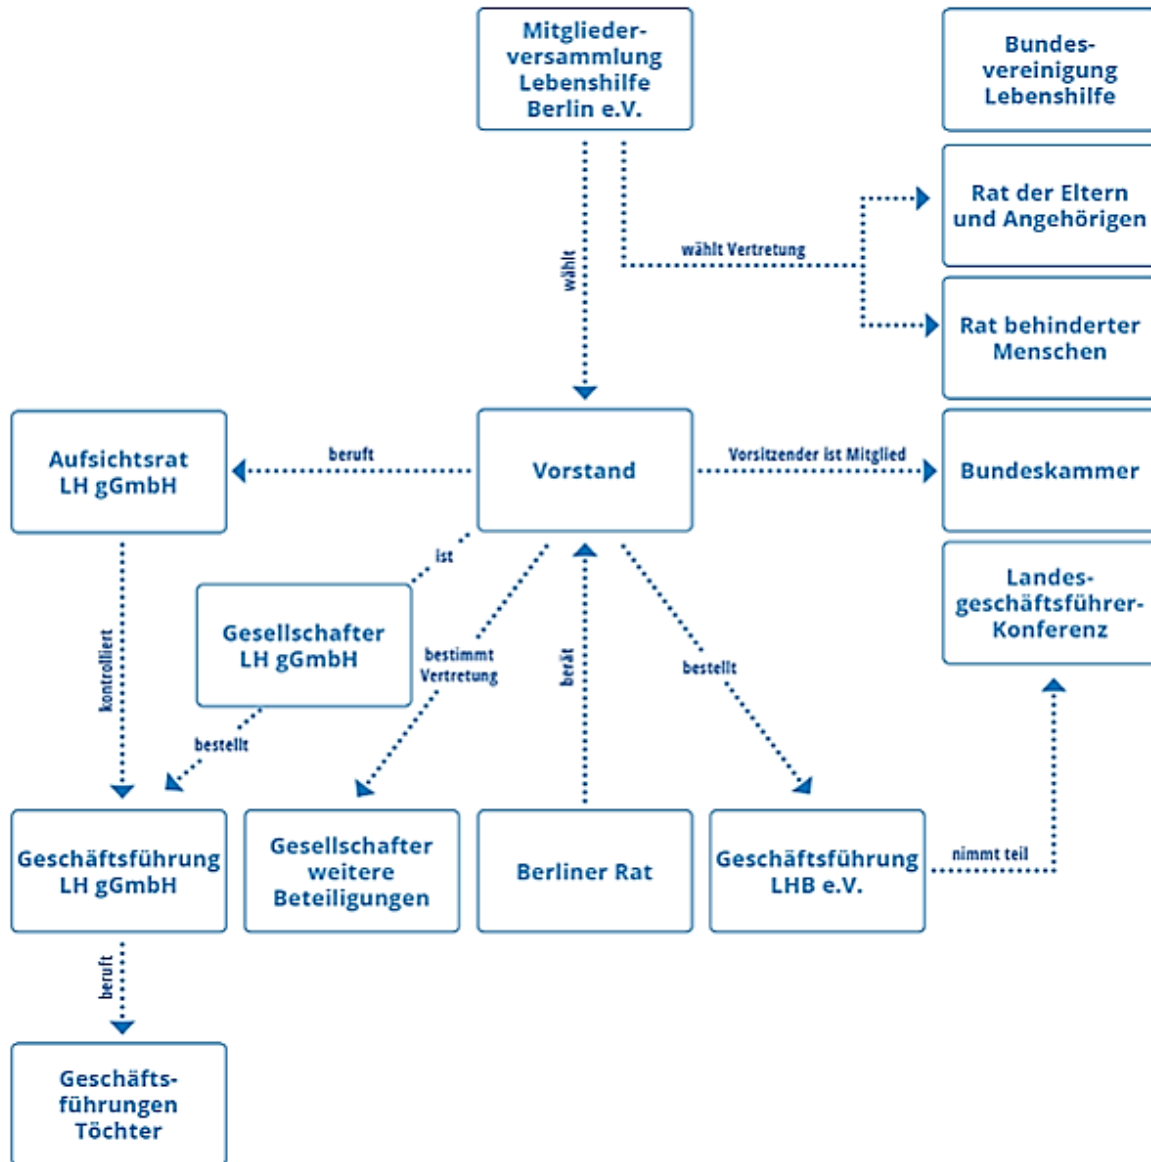 Mitglieder-
versammlung
Lebenshilfe
Berlin e.V.
Bundes-
vereinigung
Lebenshilfe
Rat der Eltern
und Angehörigen
wählt
wählt Vertretung
Rat behinderter
Menschen
Aufsichtsrat
LH gGmbH
beruft
Vorstand
Vorsitzender ist Mitglied
Bundeskammer
ist
Landes-
geschäftsführer-
Konferenz
Gesellschafter
LH gGmbH
kontrolliert
bestimmt
Vertretung
berät
bestellt
bestellt
Geschäftsführung
LH gGmbH
Gesellschafter
weitere
Beteiligungen
Berliner Rat
Geschäftsführung
LHB e.V.
nimmt teil
beruft
Geschäfts-
führungen
Töchter